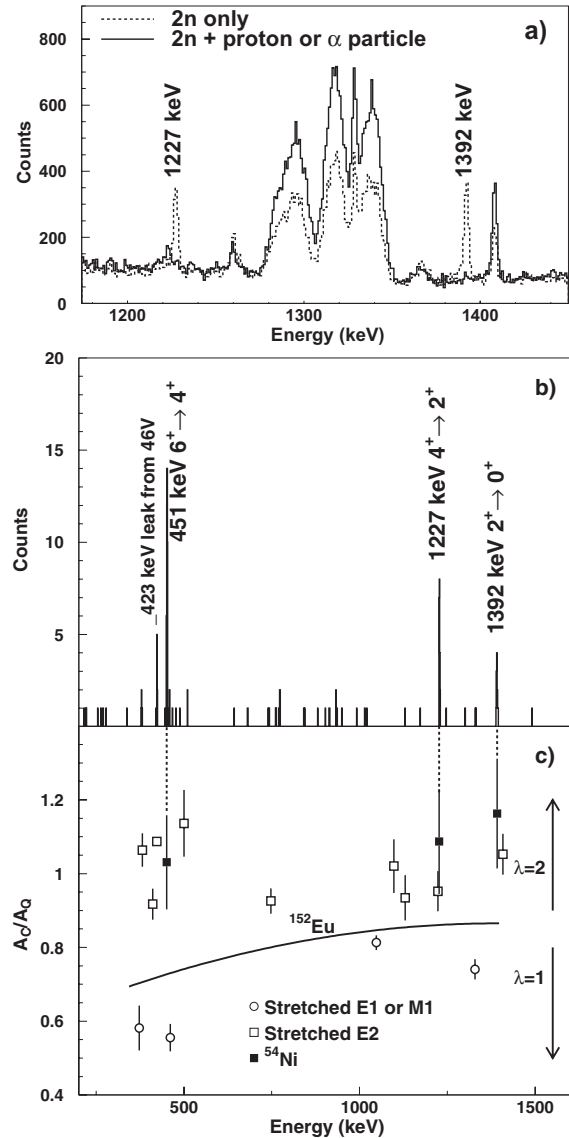 2n only
2n + proton or α particle
a)
800
600
400
200
0
Counts
1227 keV
1392 keV
1200
1300
1400
Energy (keV)
20
15
10
5
Counts
b)
423 keV leak from 46V
451 keV 6⁺→4⁺
1227 keV 4⁺→2⁺
1392 keV 2⁺→0⁺
c)
1.2
1
0.8
0.6
0.4
A_C/A_Q
λ=2
¹⁵²Eu
λ=1
Stretched E1 or M1
Stretched E2
⁵⁴Ni
500
1000
1500
Energy (keV)